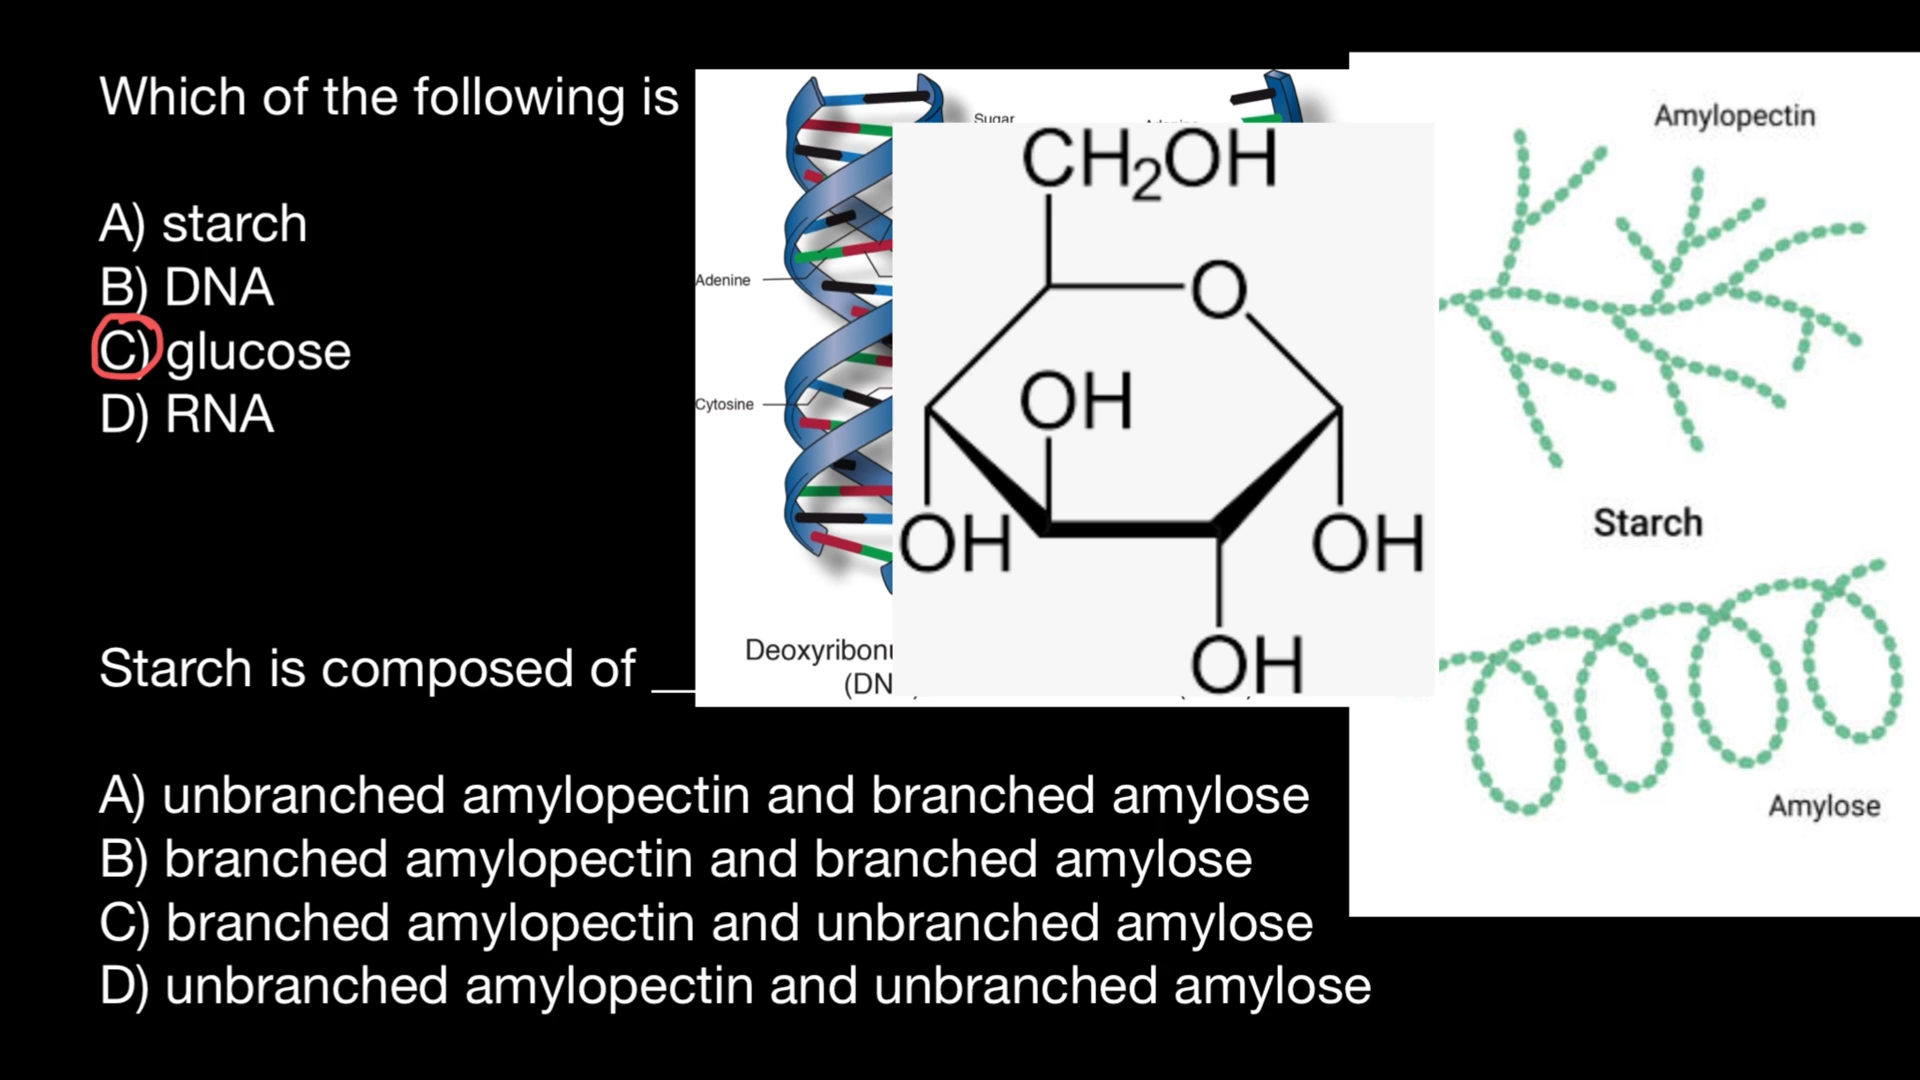 Which of the following is
A) starch
B) DNA
C) glucose
D) RNA
Starch is composed of __
A) unbranched amylopectin and branched amylose
B) branched amylopectin and branched amylose
C) branched amylopectin and unbranched amylose
D) unbranched amylopectin and unbranched amylose
Sugar
Adenine
Cytosine
(DN
CH₂OH
O
OH
OH
OH
OH
Amylopectin
Starch
Amylose